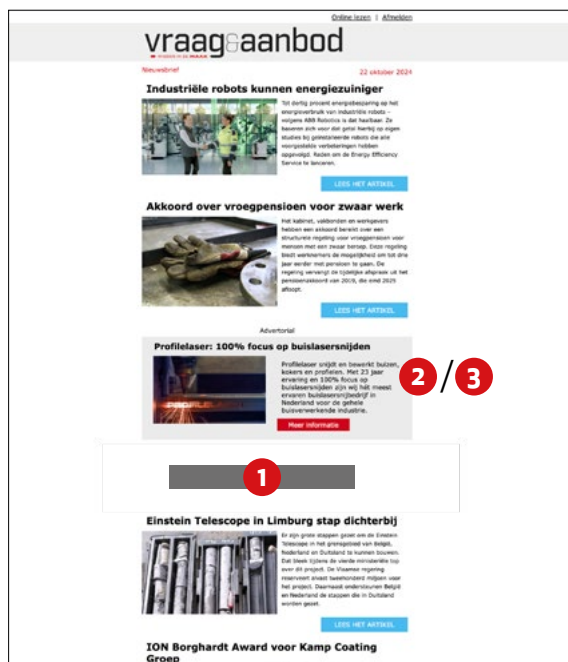 Online lezen | Afmelden
vraag&aanbod
Nieuwsbrief
22 oktober 2024
Industriële robots kunnen energiezuiniger
Tot dertig procent energiebesparing op het
energieverbruik van industriële robots –
volgens ABB Robotics is dat haalbaar. Ze
baseren zich voor dat getal hierbij op eigen
studies bij geïnstalleerde robots die alle
voorgestelde verbeteringen hebben
opgevolgd. Reden om de Energy Efficiency
Service te lanceren.
LEES HET ARTIKEL
Akkoord over vroegpensioen voor zwaar werk
Het kabinet, vakbonden en werkgevers
hebben een akkoord bereikt over een
structurele regeling voor vroegpensioen voor
mensen met een zwaar beroep. Deze regeling
biedt werknemers de mogelijkheid om tot drie
jaar eerder met pensioen te gaan. De
regeling vervangt de tijdelijke afspraak uit het
pensioenakkoord van 2019, die eind 2025
afloopt.
LEES HET ARTIKEL
Advertorial
Profielaser: 100% focus op buislasersnijden
Profielaser snijdt en bewerkt buizen,
kokers en profielen. Met 23 jaar
ervaring en 100% focus op
buislasersnijden zijn wij hét meest
ervaren buislasersnijbedrijf in
Nederland voor de gehele
buisverwerkende industrie.
Meer informatie
2/3
1
Einstein Telescope in Limburg stap dichterbij
Er zijn grote stappen gezet om de Einstein
Telescope in het grensgebied van België,
Nederland en Duitsland te kunnen bouwen.
Dat bleek tijdens de vierde ministeriële top
over dit project. De Vlaamse regering
reserveert alvast tweehonderd miljoen voor
het project. Daarnaast ondersteunen België
en Nederland de stappen die in Duitsland
worden gezet.
LEES HET ARTIKEL
ION Borghardt Award voor Kamp Coating
Groep